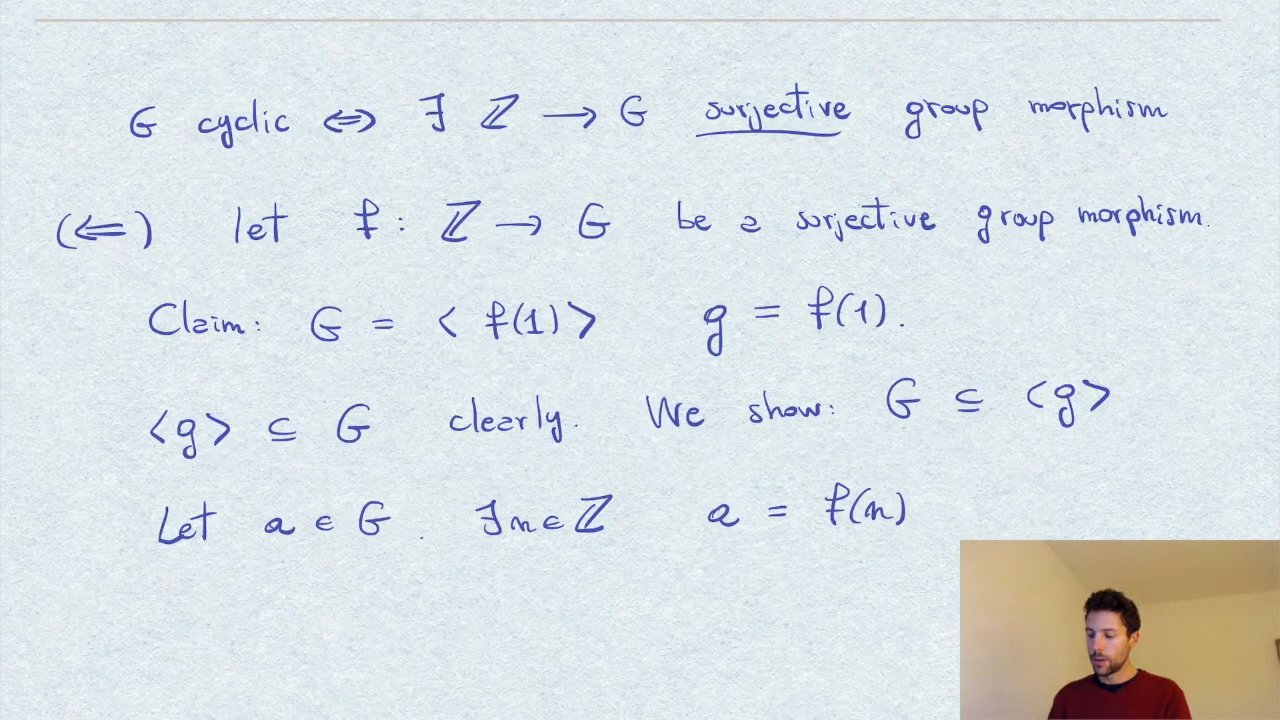 G cyclic ⇔ ∃ ℤ → G surjective group morphism
(⇐) let f : ℤ → G be a surjective group morphism.
Claim: G = < f(1) > g = f(1).
<g> ⊆ G clearly. We show: G ⊆ <g>
Let a ∈ G . ∃ n ∈ ℤ a = f(n)